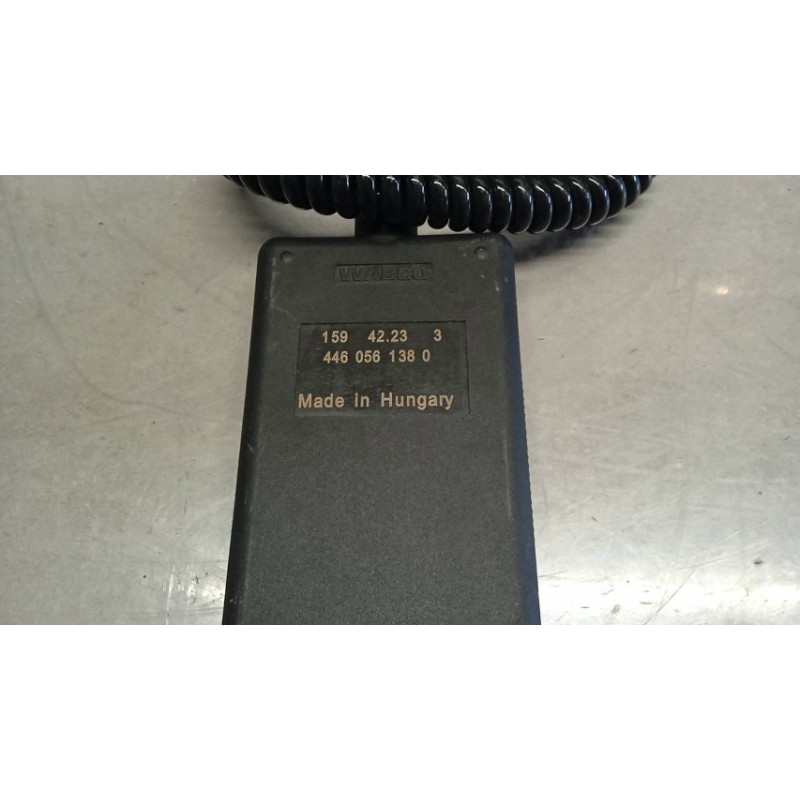 WABCO
159 42.23 3
446 056 138 0
Made in Hungary